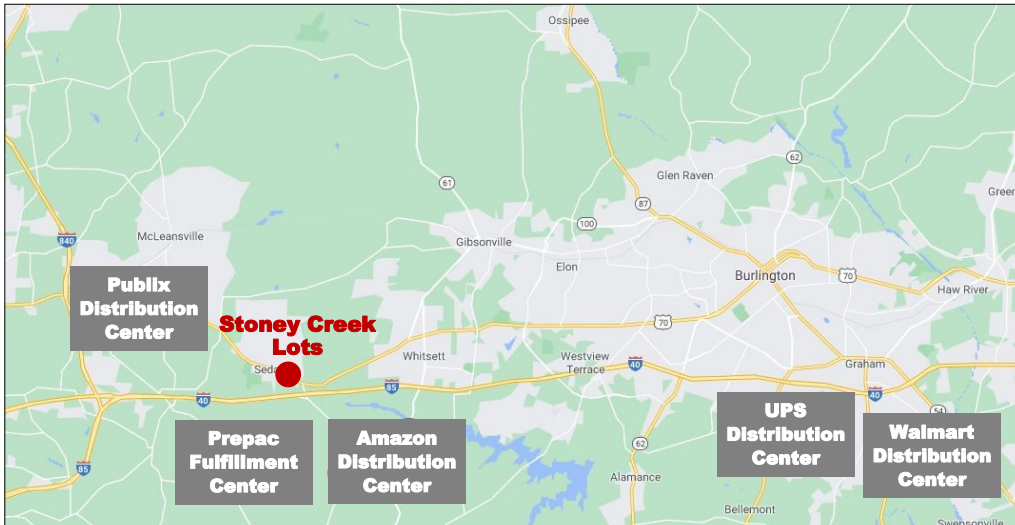 Ossipee
62
Glen Raven
Green
61
87
100
840
McLeansville
Gibsonville
Elon
Burlington
70
Haw River
Publix
Distribution
Center
Stoney Creek
Lots
70
Whitsett
Westview
Terrace
40
Graham
Seda
85
40
40
54
Prepac
Fulfillment
Center
Amazon
Distribution
Center
UPS
Distribution
Center
Walmart
Distribution
Center
62
85
Alamance
Bellemont
Swensonville